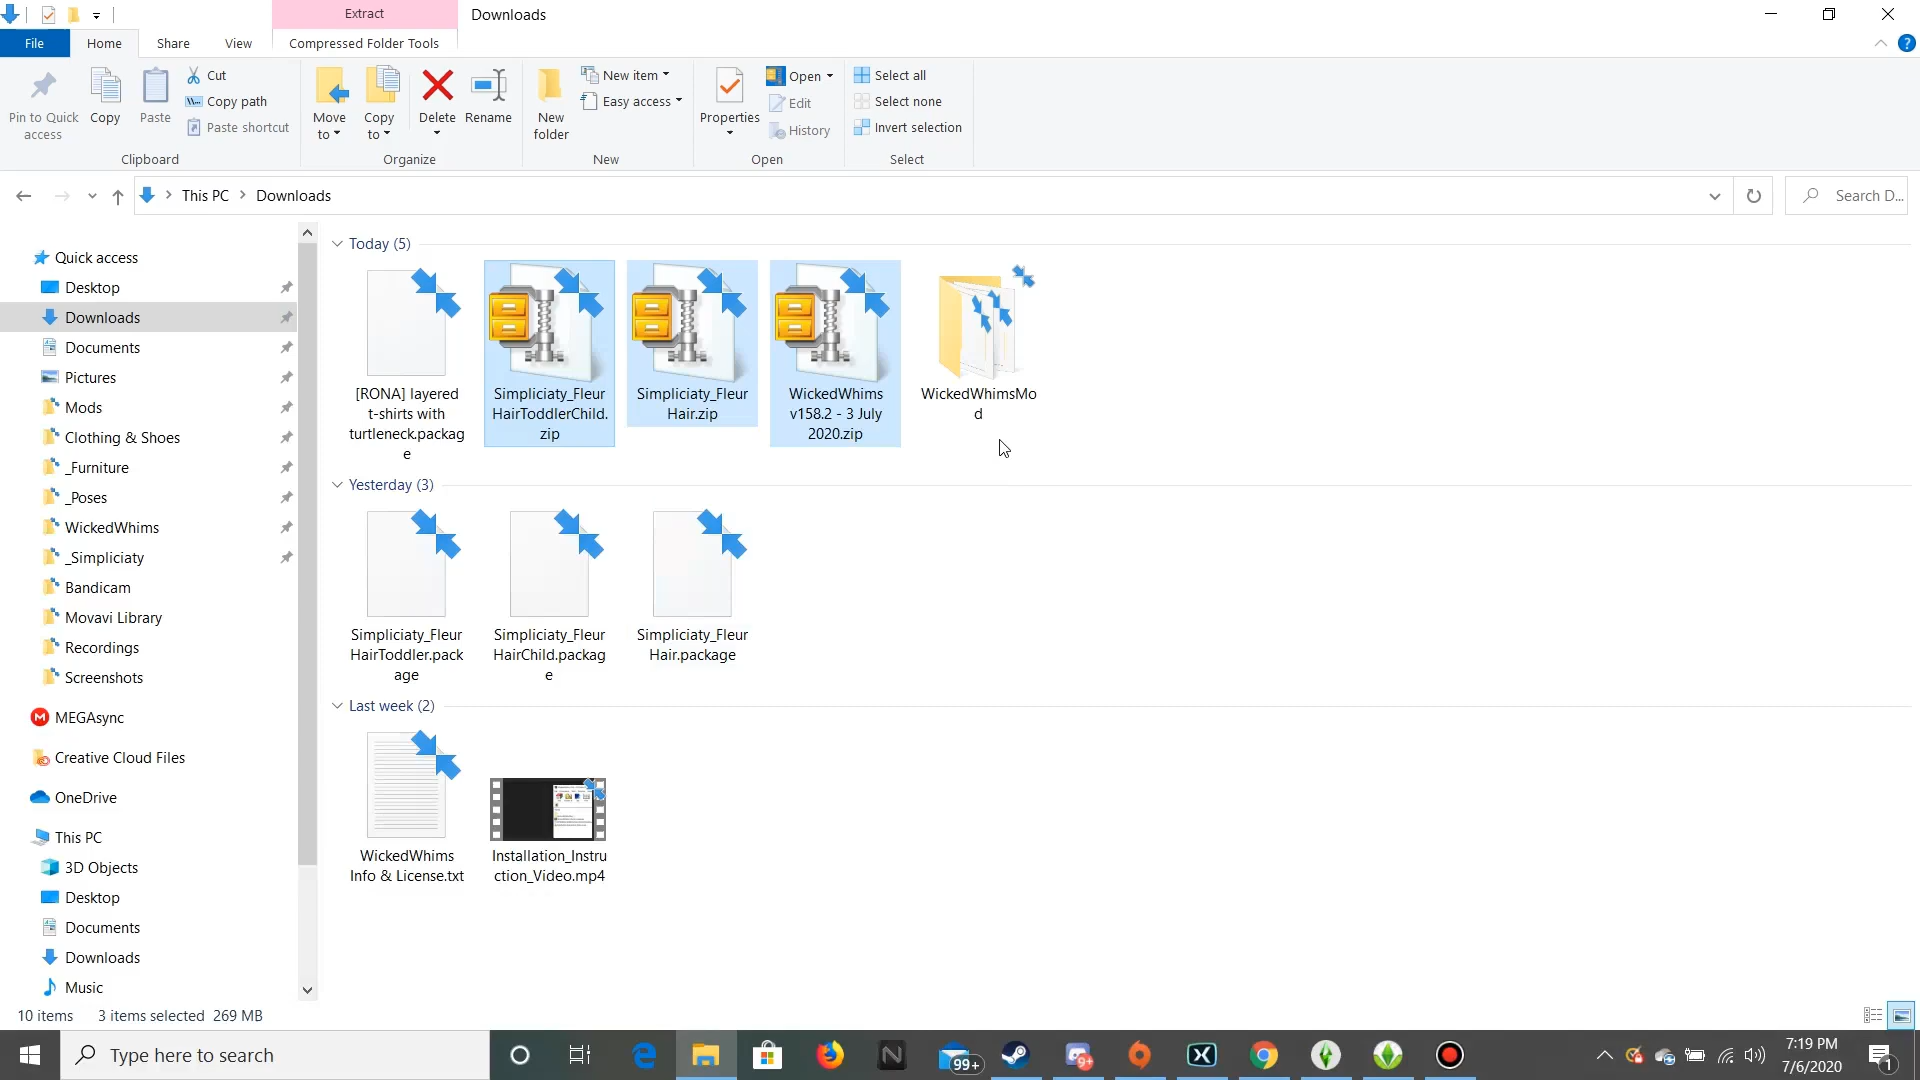 Extract
Downloads
File
Home
Share
View
Compressed Folder Tools
Pin to Quick
access
Copy
Paste
Cut
Copy path
Paste shortcut
Clipboard
Move
to
Copy
to
Delete
Rename
Organize
New
folder
New item
Easy access
New
Properties
Open
Edit
History
Open
Select all
Select none
Invert selection
Select
This PC
Downloads
Search D...
Quick access
Desktop
Downloads
Documents
Pictures
Mods
Clothing & Shoes
_Furniture
_Poses
WickedWhims
_Simpliciaty
Bandicam
Movavi Library
Recordings
Screenshots
MEGAsync
Creative Cloud Files
OneDrive
This PC
3D Objects
Desktop
Documents
Downloads
Music
Today (5)
[RONA] layered
t-shirts with
turtleneck.packag
e
Simpliciaty_Fleur
HairToddlerChild.
zip
Simpliciaty_Fleur
Hair.zip
WickedWhims
v158.2 - 3 July
2020.zip
WickedWhimsMo
d
Yesterday (3)
Simpliciaty_Fleur
HairToddler.pack
age
Simpliciaty_Fleur
HairChild.packag
e
Simpliciaty_Fleur
Hair.package
Last week (2)
WickedWhims
Info & License.txt
Installation_Instru
ction_Video.mp4
10 items
3 items selected 269 MB
Type here to search
99+
9+
7:19 PM
7/6/2020
1